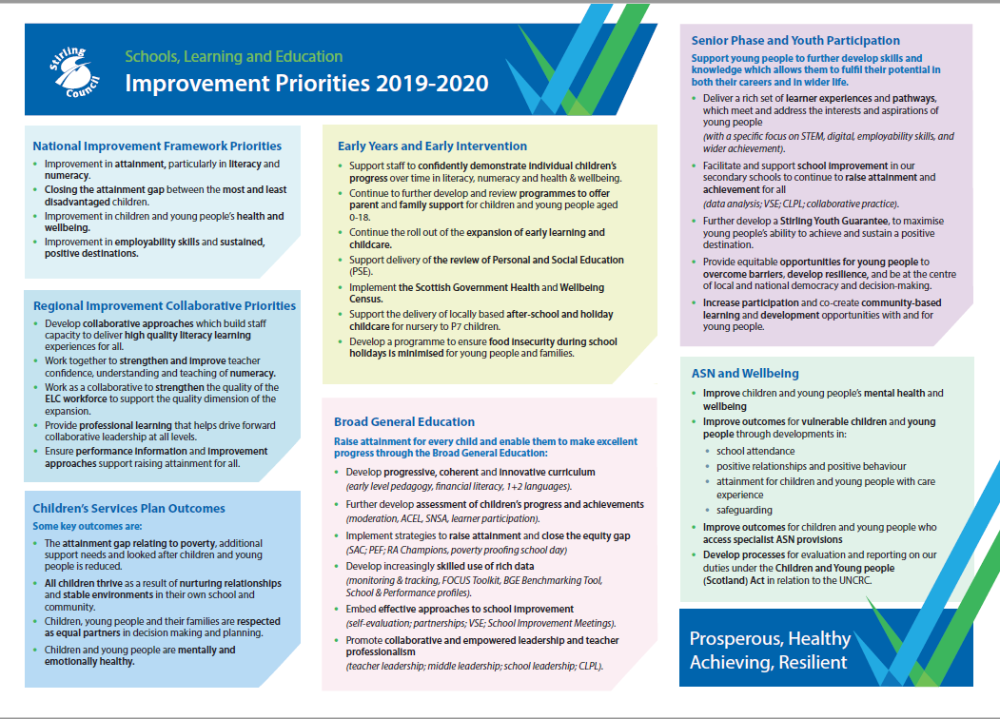 Stirling
Council
Schools, Learning and Education
Improvement Priorities 2019-2020
National Improvement Framework Priorities
• Improvement in attainment, particularly in literacy and
numeracy.
• Closing the attainment gap between the most and least
disadvantaged children.
• Improvement in children and young people's health and
wellbeing.
• Improvement in employability skills and sustained,
positive destinations.
Regional Improvement Collaborative Priorities
• Develop collaborative approaches which build staff
capacity to deliver high quality literacy learning
experiences for all.
• Work together to strengthen and improve teacher
confidence, understanding and teaching of numeracy.
• Work as a collaborative to strengthen the quality of the
ELC workforce to support the quality dimension of the
expansion.
• Provide professional learning that helps drive forward
collaborative leadership at all levels.
• Ensure performance information and improvement
approaches support raising attainment for all.
Children's Services Plan Outcomes
Some key outcomes are:
• The attainment gap relating to poverty, additional
support needs and looked after children and young
people is reduced.
• All children thrive as a result of nurturing relationships
and stable environments in their own school and
community.
• Children, young people and their families are respected
as equal partners in decision making and planning.
• Children and young people are mentally and
emotionally healthy.
Early Years and Early Intervention
• Support staff to confidently demonstrate individual children's
progress over time in literacy, numeracy and health & wellbeing.
• Continue to further develop and review programmes to offer
parent and family support for children and young people aged
0-18.
• Continue the roll out of the expansion of early learning and
childcare.
• Support delivery of the review of Personal and Social Education
(PSE).
• Implement the Scottish Government Health and Wellbeing
Census.
• Support the delivery of locally based after-school and holiday
childcare for nursery to P7 children.
• Develop a programme to ensure food insecurity during school
holidays is minimised for young people and families.
Broad General Education
Raise attainment for every child and enable them to make excellent
progress through the Broad General Education:
• Develop progressive, coherent and innovative curriculum
(early level pedagogy, financial literacy, 1+2 languages).
• Further develop assessment of children's progress and achievements
(moderation, ACEL, SNSA, learner participation).
• Implement strategies to raise attainment and close the equity gap
(SAC; PEF; RA Champions, poverty proofing school day)
• Develop increasingly skilled use of rich data
(monitoring & tracking, FOCUS Toolkit, BGE Benchmarking Tool,
School & Performance profiles).
• Embed effective approaches to school improvement
(self-evaluation; partnerships; VSE; School Improvement Meetings).
• Promote collaborative and empowered leadership and teacher
professionalism
(teacher leadership; middle leadership; school leadership; CLPL).
Senior Phase and Youth Participation
Support young people to further develop skills and
knowledge which allows them to fulfil their potential in
both their careers and in wider life.
• Deliver a rich set of learner experiences and pathways,
which meet and address the interests and aspirations of
young people
(with a specific focus on STEM, digital, employability skills, and
wider achievement).
• Facilitate and support school improvement in our
secondary schools to continue to raise attainment and
achievement for all
(data analysis; VSE; CLPL; collaborative practice).
• Further develop a Stirling Youth Guarantee, to maximise
young people's ability to achieve and sustain a positive
destination.
• Provide equitable opportunities for young people to
overcome barriers, develop resilience, and be at the centre
of local and national democracy and decision-making.
• Increase participation and co-create community-based
learning and development opportunities with and for
young people.
ASN and Wellbeing
• Improve children and young people's mental health and
wellbeing
• Improve outcomes for vulnerable children and young
people through developments in:
• school attendance
• positive relationships and positive behaviour
• attainment for children and young people with care
experience
• safeguarding
• Improve outcomes for children and young people who
access specialist ASN provisions
• Develop processes for evaluation and reporting on our
duties under the Children and Young people
(Scotland) Act in relation to the UNCRC.
Prosperous, Healthy
Achieving, Resilient